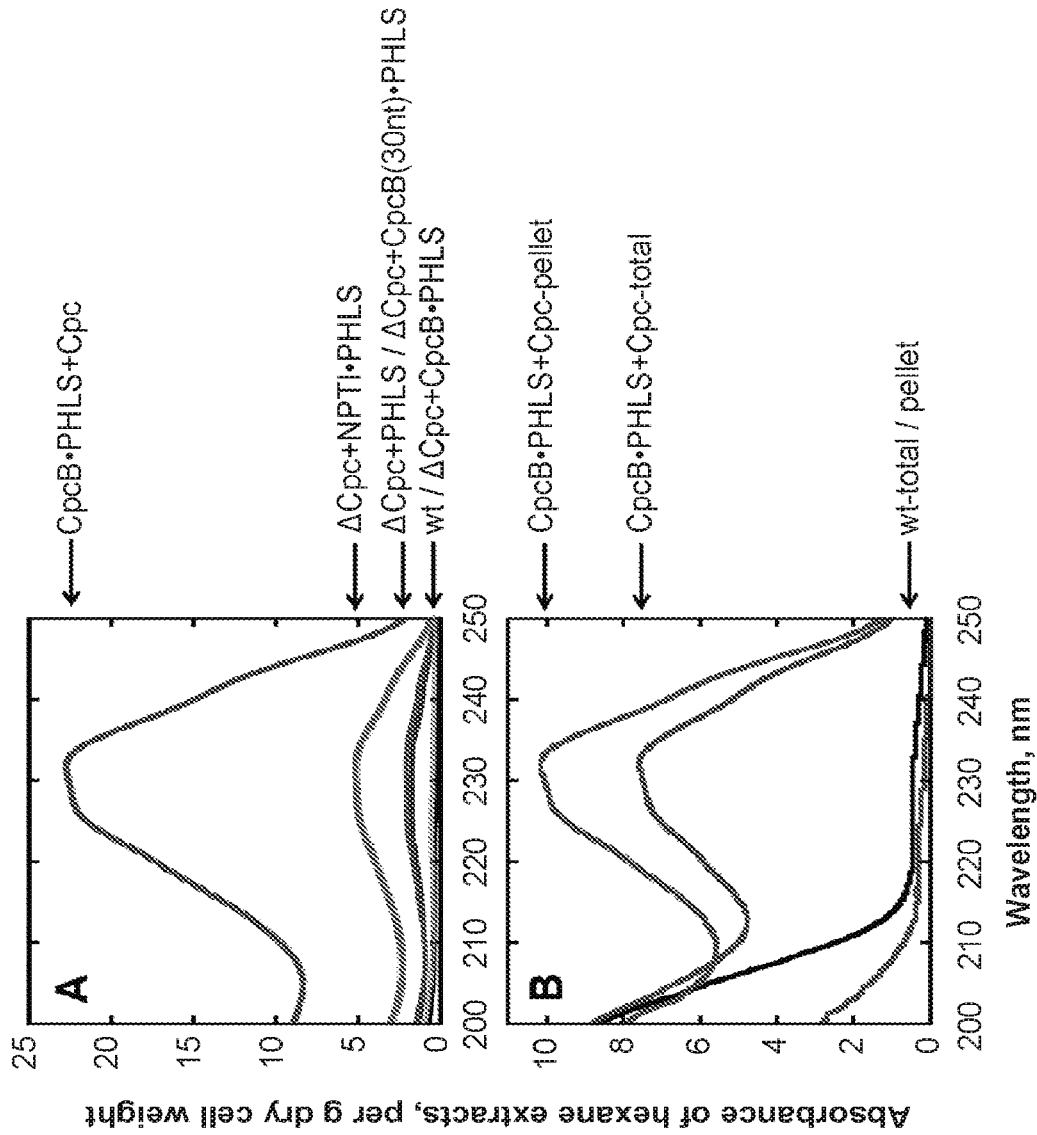 Absorbance of hexane extracts, per g dry cell weight
A
25
20
15
10
5
0
200
210
220
230
240
250
CpcB•PHLS+Cpc
ΔCpc+NPTI•PHLS
ΔCpc+PHLS / ΔCpc+CpcB(30nt)•PHLS
wt / ΔCpc+CpcB•PHLS
B
10
8
6
4
2
0
200
210
220
230
240
250
CpcB•PHLS+Cpc-pellet
CpcB•PHLS+Cpc-total
wt-total / pellet
Wavelength, nm